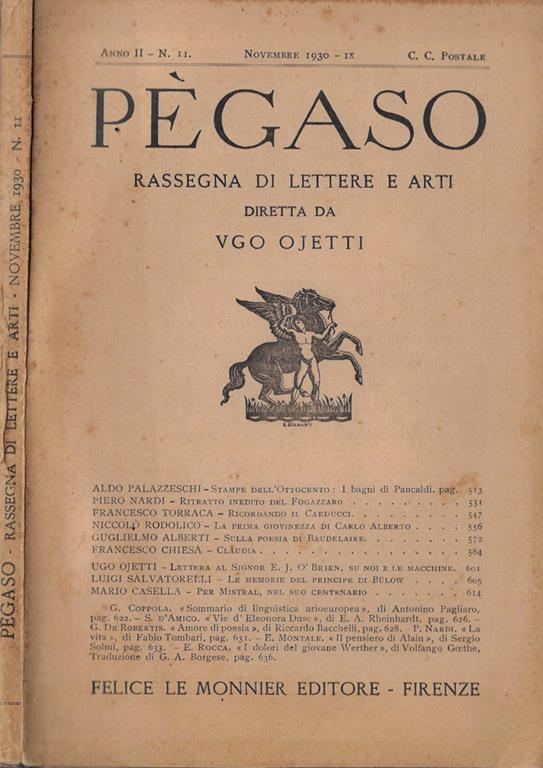 PÈGASO - RASSEGNA DI LETTERE E ARTI - NOVEMBRE 1930 - N. 11
ANNO II – N. 11. NOVEMBRE 1930 - IX C. C. POSTALE
PÈGASO
RASSEGNA DI LETTERE E ARTI
DIRETTA DA
VGO OJETTI
ALDO PALAZZESCHI – STAMPE DELL'OTTOCENTO: I bagni di Pancaldi. pag. 513
PIERO NARDI – RITRATTO INEDITO DEL FOGAZZARO . . . . . . . . 531
FRANCESCO TORRACA – RICORDANDO IL CARDUCCI. . . . . . . . . 547
NICCOLÒ RODOLICO – LA PRIMA GIOVINEZZA DI CARLO ALBERTO . . . . 556
GUGLIELMO ALBERTI – SULLA POESIA DI BAUDELAIRE. . . . . . . . 572
FRANCESCO CHIESA – CLAUDIA . . . . . . . . . . . . . . . . 584
UGO OJETTI – LETTERA AL SIGNOR E. J. O'BRIEN, SU NOI E LE MACCHINE. 601
LUIGI SALVATORELLI – LE MEMORIE DEL PRINCIPE DI BÜLOW . . . . . 605
MARIO CASELLA – PER MISTRAL, NEL SUO CENTENARIO . . . . . . . 614
G. COPPOLA. «Sommario di linguistica arioeuropea», di Antonino Pagliaro,
pag. 622. – S. D'AMICO. «Vie d'Eleonora Duse», di E. A. Rheinhardt, pag. 626. –
G. DE ROBERTIS. «Amore di poesia», di Riccardo Bacchelli, pag. 628. – P. NARDI. «La
vita», di Fabio Tombari, pag. 631. – E. MONTALE. «Il pensiero di Alain», di Sergio
Solmi, pag. 633. – E. ROCCA. «I dolori del giovane Werther», di Volfango Gœthe,
Traduzione di G. A. Borgese, pag. 636.
FELICE LE MONNIER EDITORE - FIRENZE